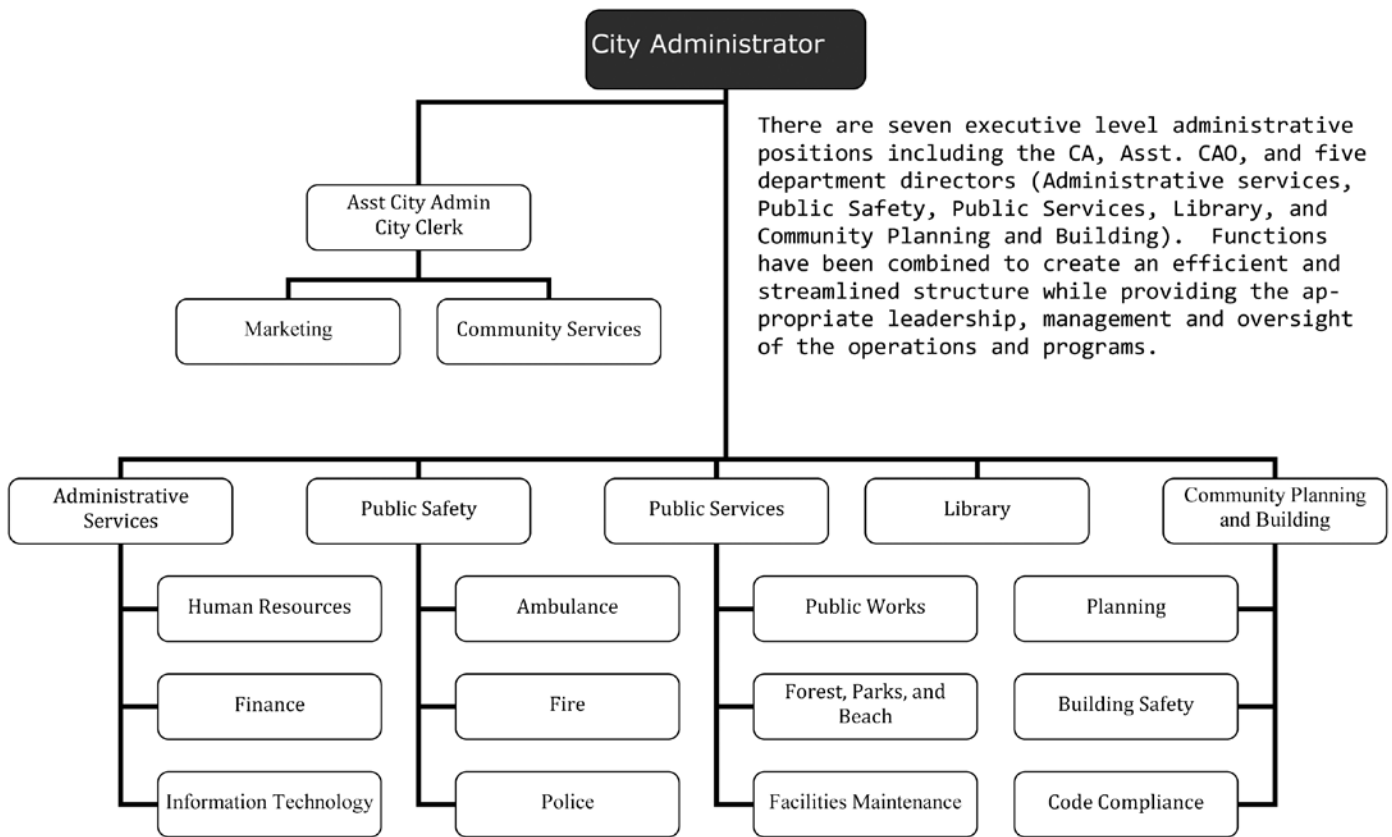 City Administrator
There are seven executive level administrative
positions including the CA, Asst. CAO, and five
department directors (Administrative services,
Public Safety, Public Services, Library, and
Community Planning and Building).  Functions
have been combined to create an efficient and
streamlined structure while providing the ap-
propriate leadership, management and oversight
of the operations and programs.
Asst City Admin
City Clerk
Marketing
Community Services
Administrative
Services
Public Safety
Public Services
Library
Community Planning
and Building
Human Resources
Ambulance
Public Works
Planning
Finance
Fire
Forest, Parks, and
Beach
Building Safety
Information Technology
Police
Facilities Maintenance
Code Compliance